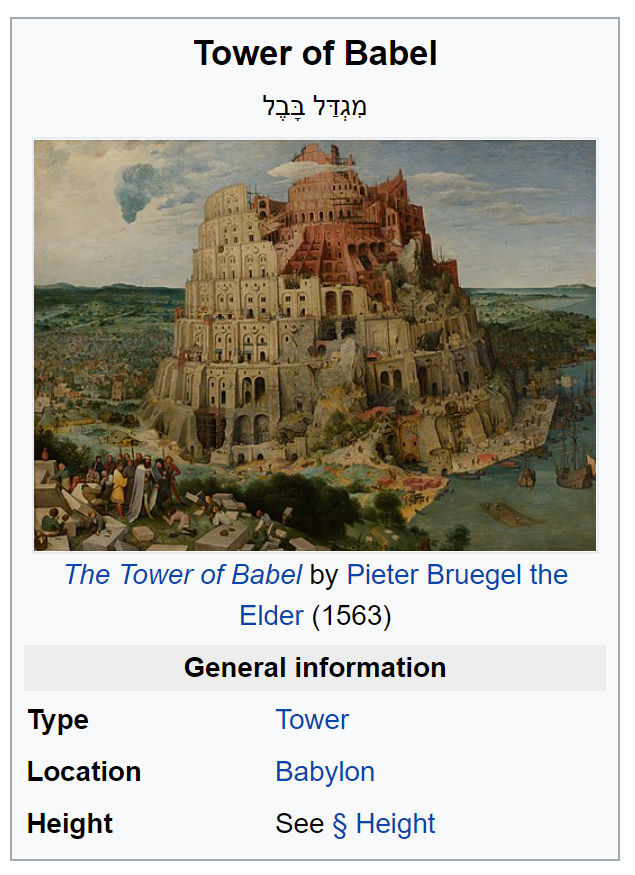 Tower of Babel
מִגְדַּל בָּבֶל
The Tower of Babel by Pieter Bruegel the
Elder (1563)
General information
Type Tower
Location Babylon
Height See § Height